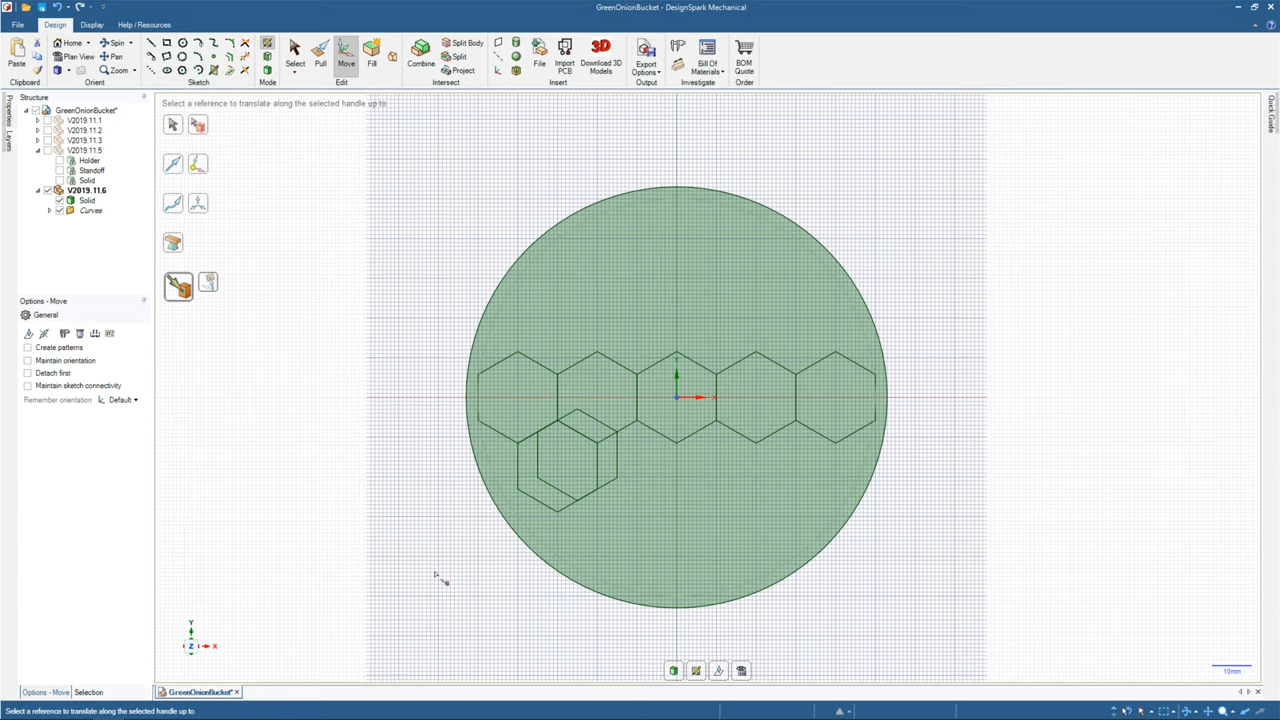 GreenOnionBucket - DesignSpark Mechanical
File Design Display Help / Resources
Home Spin
Plan View Pan
Zoom
Paste
Select
Pull
Move
Fill
Combine
Split Body
Split
Project
File
Import
PCB
Download 3D
Models
Export
Options
Bill Of
Materials
BOM
Quote
3D
Clipboard Orient Sketch Mode Edit Intersect Insert Output Investigate Order
Properties
Layers
Structure
GreenOnionBucket*
V2019.11.1
V2019.11.2
V2019.11.3
V2019.11.5
Holder
Standoff
Solid
V2019.11.6
Solid
Curves
Options - Move
General
Create patterns
Maintain orientation
Detach first
Maintain sketch connectivity
Remember orientation Default
Select a reference to translate along the selected handle up to
Quick Guide
Y
X
Y
Z X
10mm
Options - Move Selection
GreenOnionBucket*
Select a reference to translate along the selected handle up to